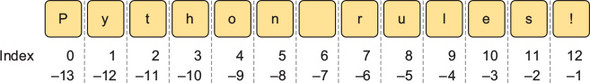 P y t h o n r u l e s !
Index 0 1 2 3 4 5 6 7 8 9 10 11 12
–13 –12 –11 –10 –9 –8 –7 –6 –5 –4 –3 –2 –1